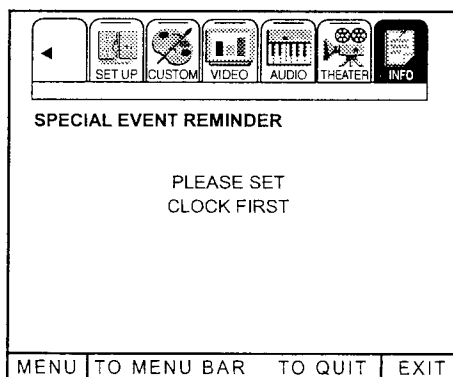 SET UP CUSTOM VIDEO AUDIO THEATER INFO
SPECIAL EVENT REMINDER
PLEASE SET
CLOCK FIRST
MENU TO MENU BAR TO QUIT EXIT